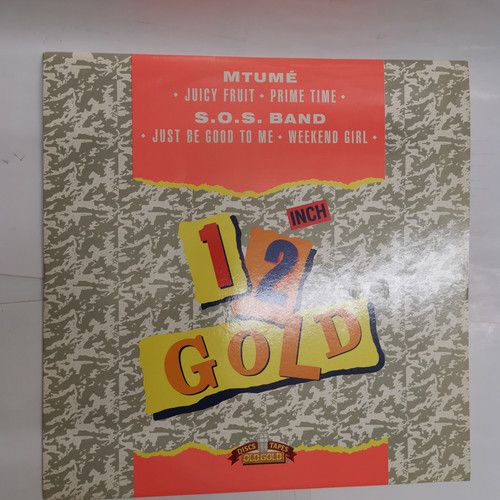 MTUMÉ
• JUICY FRUIT • PRIME TIME •
S.O.S. BAND
• JUST BE GOOD TO ME • WEEKEND GIRL •
12 INCH
GOLD
DISCS TAPES
OLD GOLD